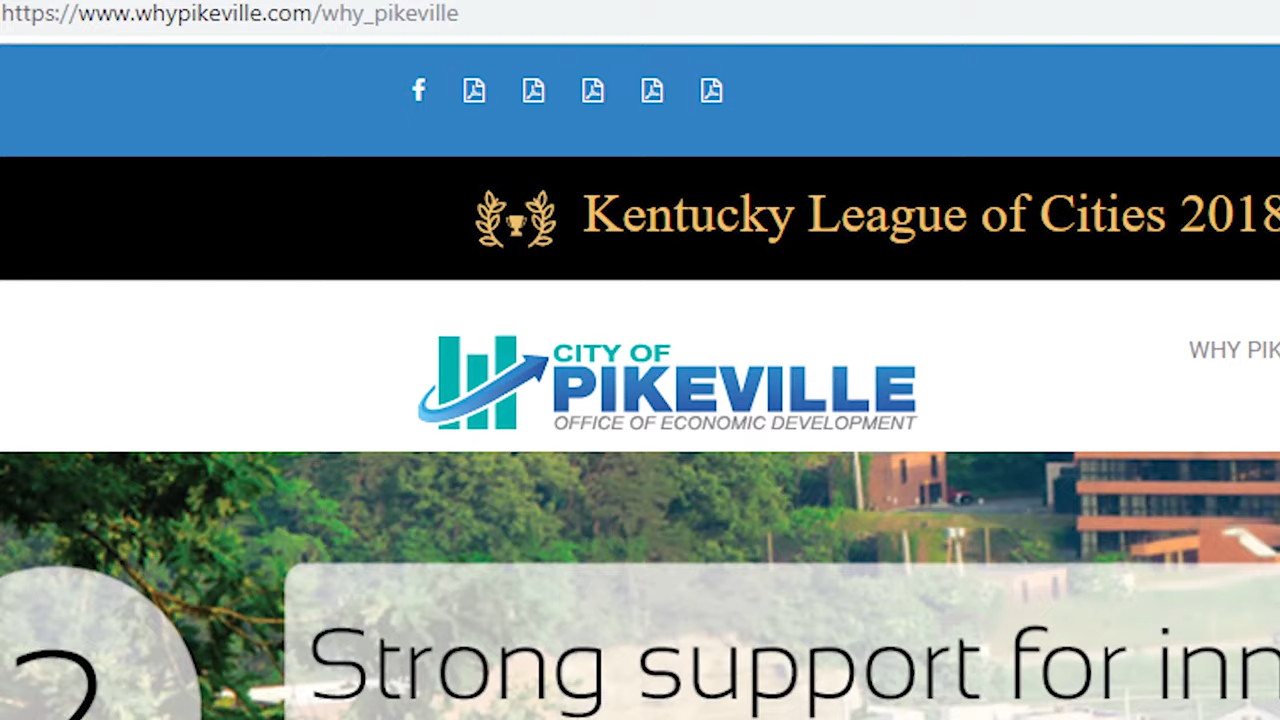 https://www.whypikeville.com/why_pikeville
Kentucky League of Cities 2018
WHY PIK
CITY OF
PIKEVILLE
OFFICE OF ECONOMIC DEVELOPMENT
2
Strong support for inn